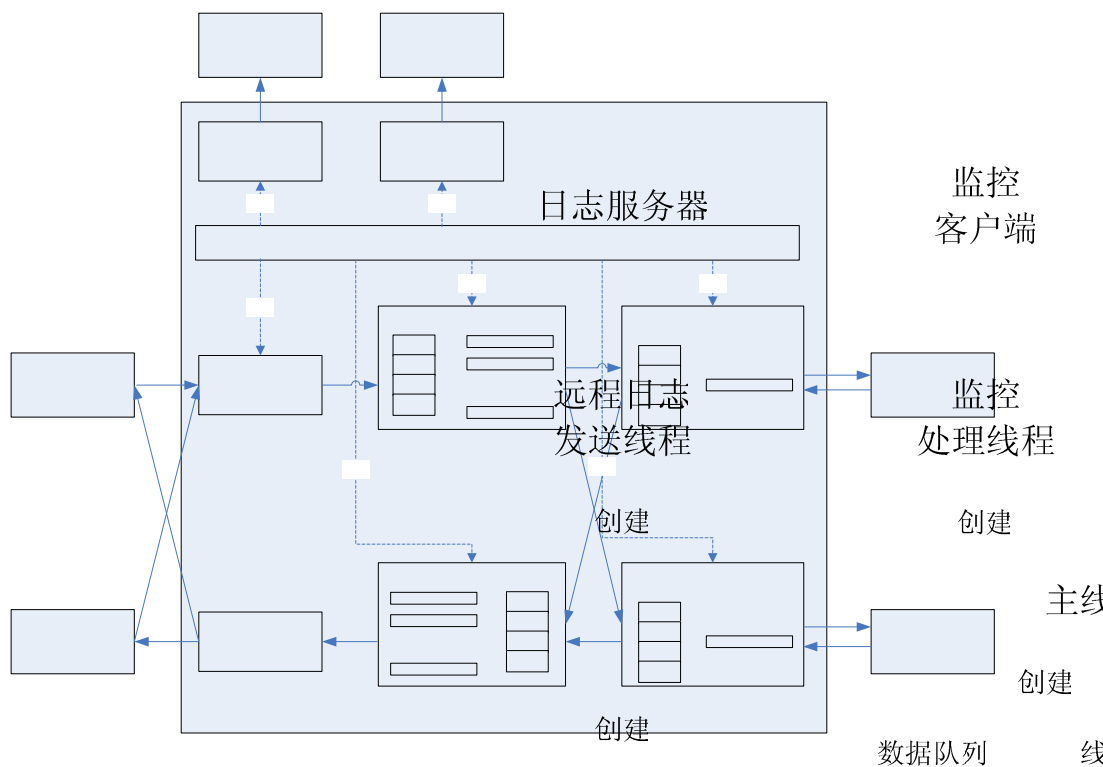 监控
客户端
日志服务器
远程日志
发送线程
监控
处理线程
创建
创建
主线
创建
创建
数据队列
线